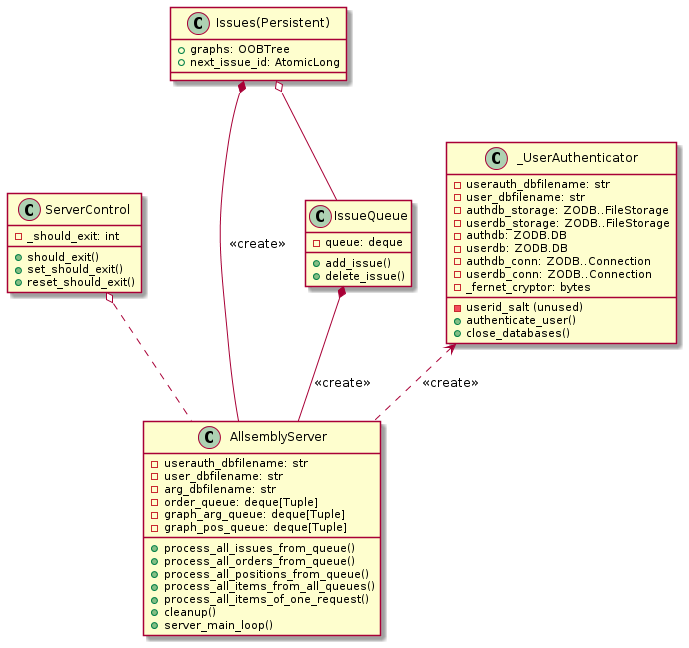 C Issues(Persistent)
graphs: OOBTree
next_issue_id: AtomicLong
C _UserAuthenticator
userauth_dbfilename: str
user_dbfilename: str
authdb_storage: ZODB..FileStorage
userdb_storage: ZODB..FileStorage
authdb: ZODB.DB
userdb: ZODB.DB
authdb_conn: ZODB..Connection
userdb_conn: ZODB..Connection
_fernet_cryptor: bytes
userid_salt (unused)
authenticate_user()
close_databases()
C ServerControl
_should_exit: int
should_exit()
set_should_exit()
reset_should_exit()
C IssueQueue
queue: deque
add_issue()
delete_issue()
«create»
«create»
«create»
C AllsemblyServer
userauth_dbfilename: str
user_dbfilename: str
arg_dbfilename: str
order_queue: deque[Tuple]
graph_arg_queue: deque[Tuple]
graph_pos_queue: deque[Tuple]
process_all_issues_from_queue()
process_all_orders_from_queue()
process_all_positions_from_queue()
process_all_items_from_all_queues()
process_all_items_of_one_request()
cleanup()
server_main_loop()